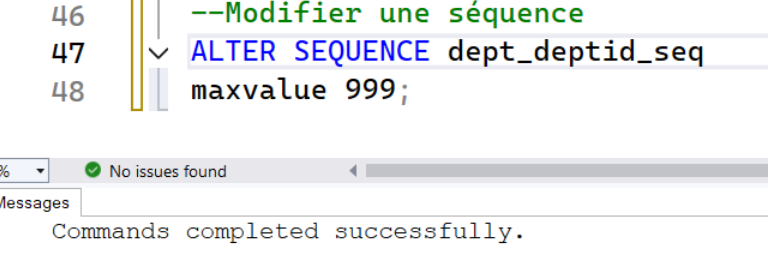 46 --Modifier une séquence
47 ALTER SEQUENCE dept_deptid_seq
48 maxvalue 999;
% No issues found
Messages
Commands completed successfully.